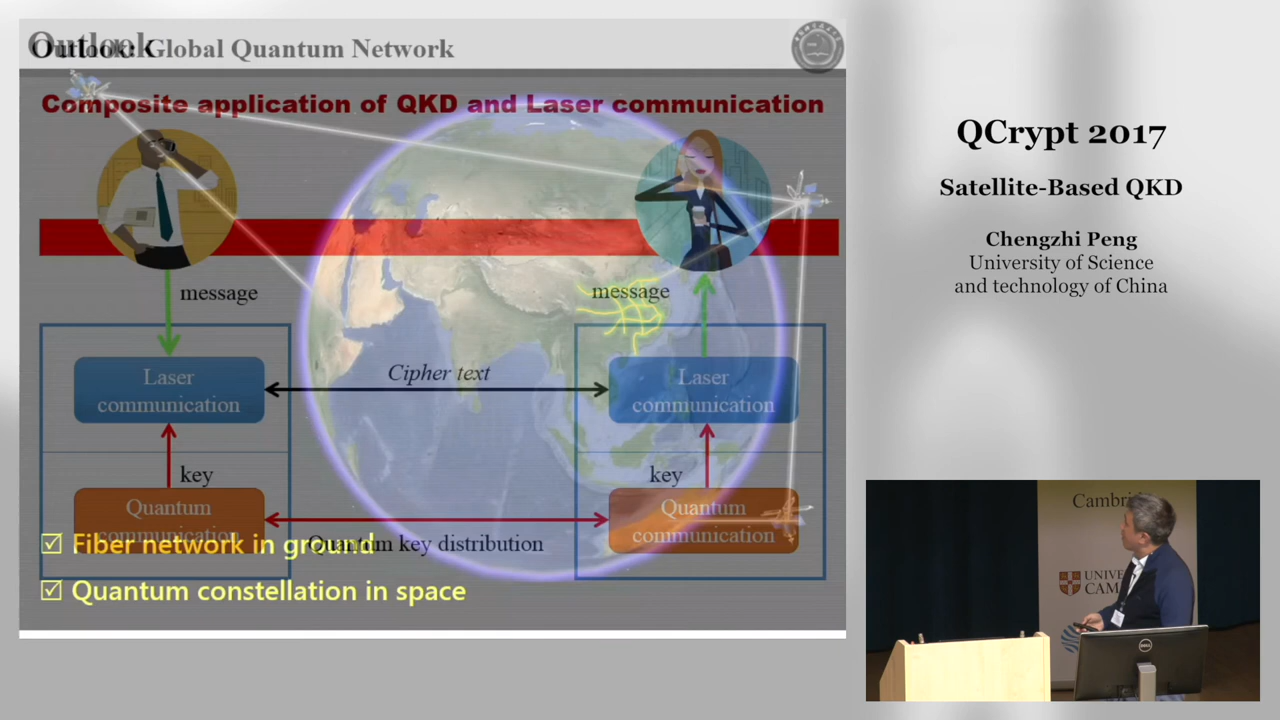 Outlook
Outlook: Global Quantum Network
Composite application of QKD and Laser communication
message
message
Laser
communication
Cipher text
Laser
communication
key
key
Quantum
communication
Quantum
communication
Quantum key distribution
☑ Fiber network in ground
☑ Quantum constellation in space
QCrypt 2017
Satellite-Based QKD
Chengzhi Peng
University of Science
and technology of China
DELL